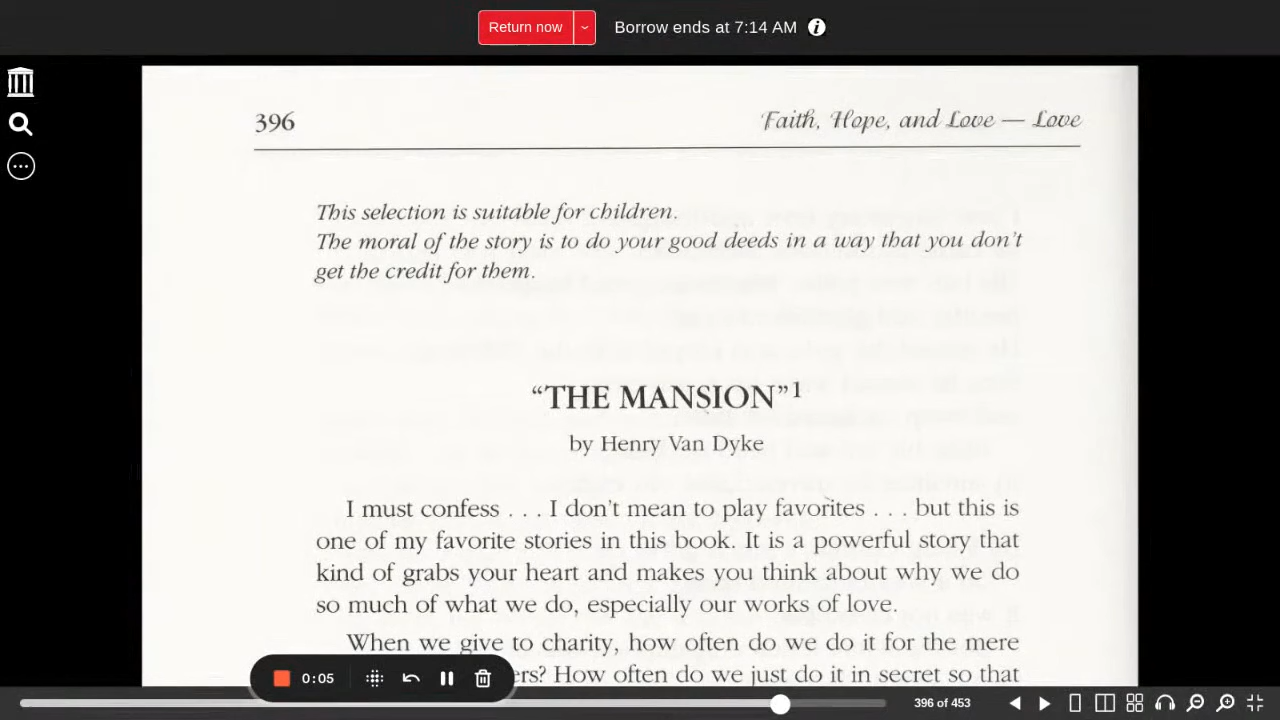 Return now
Borrow ends at 7:14 AM
396
Faith, Hope, and Love — Love
This selection is suitable for children.
The moral of the story is to do your good deeds in a way that you don't
get the credit for them.
"THE MANSION"1
by Henry Van Dyke
I must confess . . . I don't mean to play favorites . . . but this is
one of my favorite stories in this book. It is a powerful story that
kind of grabs your heart and makes you think about why we do
so much of what we do, especially our works of love.
When we give to charity, how often do we do it for the mere
ers? How often do we just do it in secret so that
0:05
396 of 453